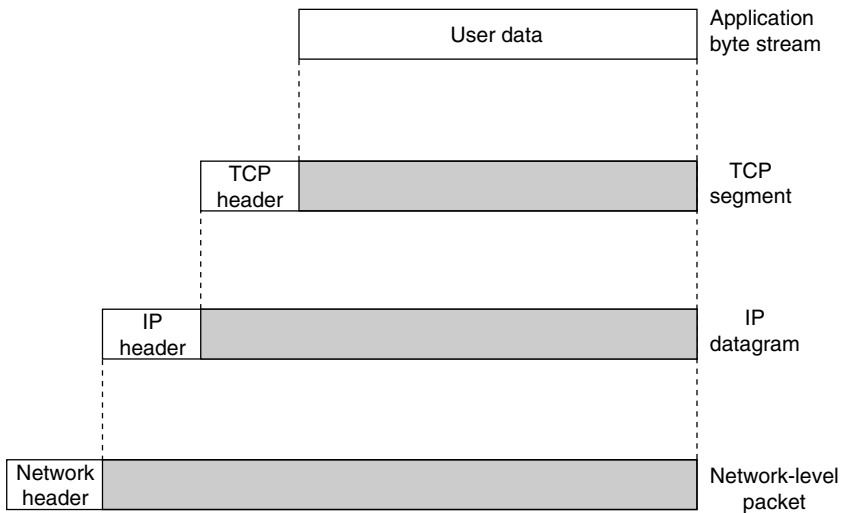 User data
Application
byte stream
TCP
header
TCP
segment
IP
header
IP
datagram
Network
header
Network-level
packet